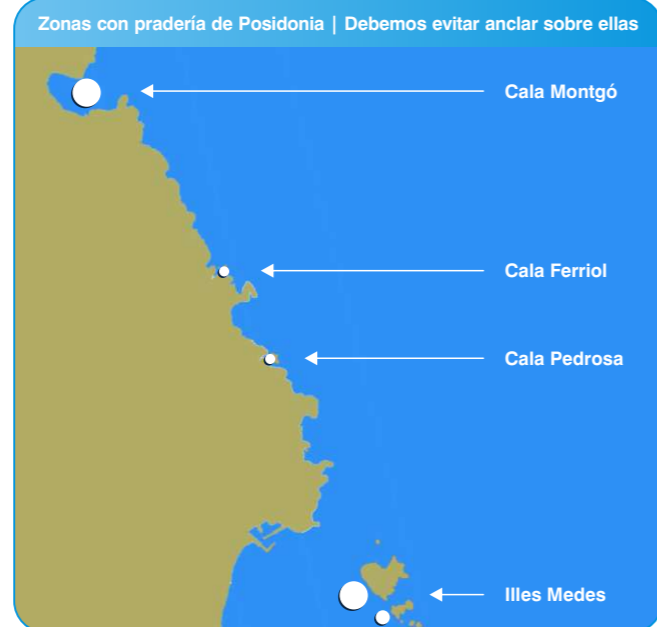 Zonas con pradería de Posidonia | Debemos evitar anclar sobre ellas
Cala Montgó
Cala Ferriol
Cala Pedrosa
Illes Medes